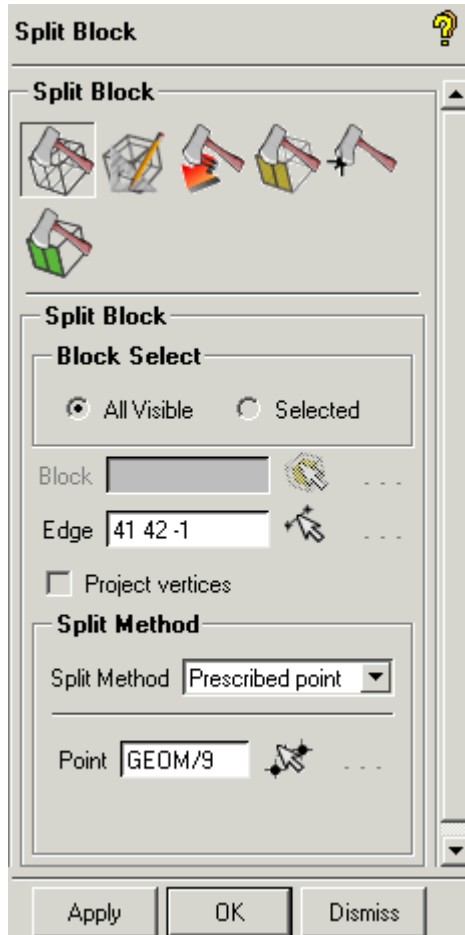 Split Block
Split Block
Split Block
Block Select
All Visible Selected
Block
Edge 41 42 -1
Project vertices
Split Method
Split Method Prescribed point
Point GEOM/9
Apply OK Dismiss